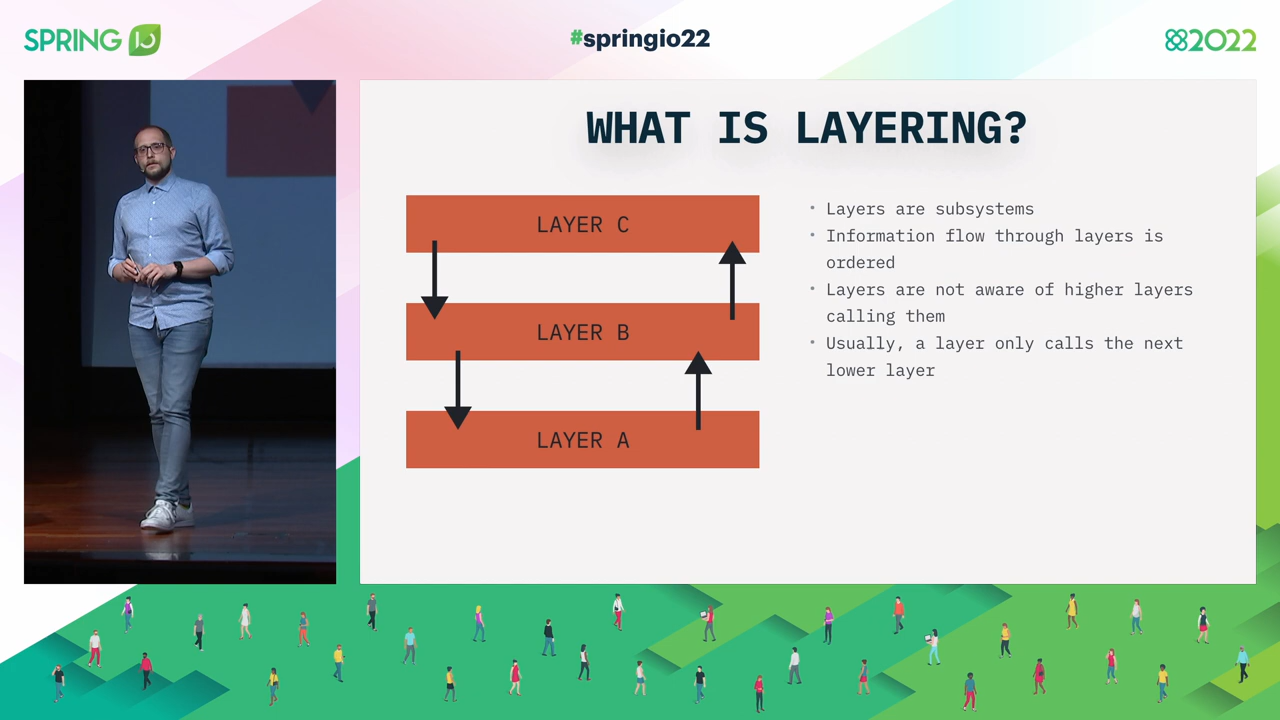 SPRING IO
#springio22
2022
WHAT IS LAYERING?
LAYER C
LAYER B
LAYER A
• Layers are subsystems
• Information flow through layers is
ordered
• Layers are not aware of higher layers
calling them
• Usually, a layer only calls the next
lower layer